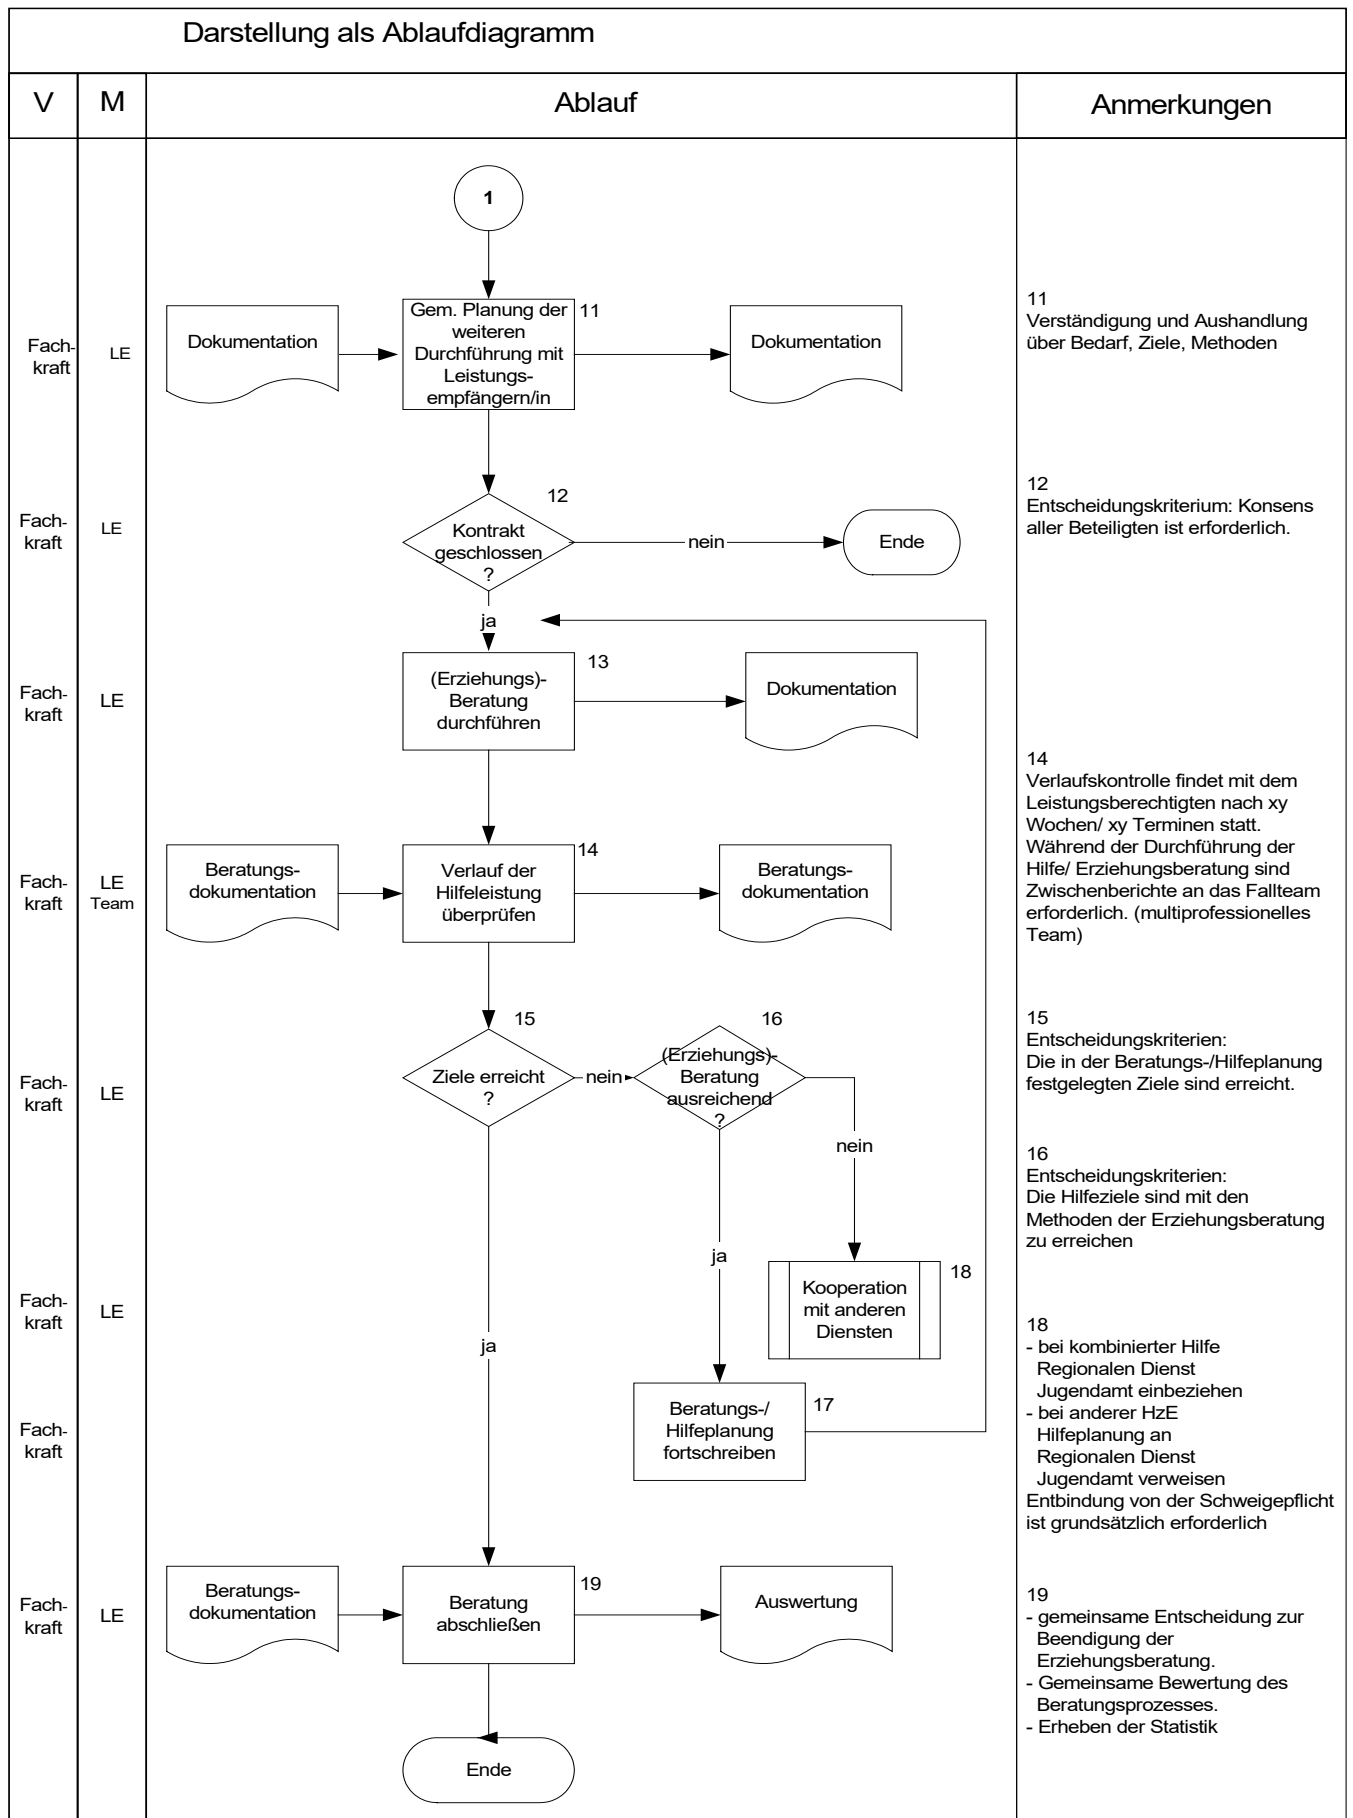 Darstellung als Ablaufdiagramm
V
M
Ablauf
Anmerkungen
1
Fach-
kraft
LE
Dokumentation
Gem. Planung der
weiteren
Durchführung mit
Leistungs-
empfängern/in
11
Dokumentation
11
Verständigung und Aushandlung
über Bedarf, Ziele, Methoden
Fach-
kraft
LE
Kontrakt
geschlossen
?
12
nein
Ende
12
Entscheidungskriterium: Konsens
aller Beteiligten ist erforderlich.
ja
Fach-
kraft
LE
(Erziehungs)-
Beratung
durchführen
13
Dokumentation
Fach-
kraft
LE
Team
Beratungs-
dokumentation
Verlauf der
Hilfeleistung
überprüfen
14
Beratungs-
dokumentation
14
Verlaufskontrolle findet mit dem
Leistungsberechtigten nach xy
Wochen/ xy Terminen statt.
Während der Durchführung der
Hilfe/ Erziehungsberatung sind
Zwischenberichte an das Fallteam
erforderlich. (multiprofessionelles
Team)
Fach-
kraft
LE
Ziele erreicht
?
15
nein
(Erziehungs)-
Beratung
ausreichend
?
16
nein
15
Entscheidungskriterien:
Die in der Beratungs-/Hilfeplanung
festgelegten Ziele sind erreicht.
16
Entscheidungskriterien:
Die Hilfeziele sind mit den
Methoden der Erziehungsberatung
zu erreichen
ja
Fach-
kraft
LE
Kooperation
mit anderen
Diensten
18
ja
Fach-
kraft
Beratungs-/
Hilfeplanung
fortschreiben
17
18
- bei kombinierter Hilfe
Regionalen Dienst
Jugendamt einbeziehen
- bei anderer HzE
Hilfeplanung an
Regionalen Dienst
Jugendamt verweisen
Entbindung von der Schweigepflicht
ist grundsätzlich erforderlich
Fach-
kraft
LE
Beratungs-
dokumentation
Beratung
abschließen
19
Auswertung
19
- gemeinsame Entscheidung zur
Beendigung der
Erziehungsberatung.
- Gemeinsame Bewertung des
Beratungsprozesses.
- Erheben der Statistik
Ende